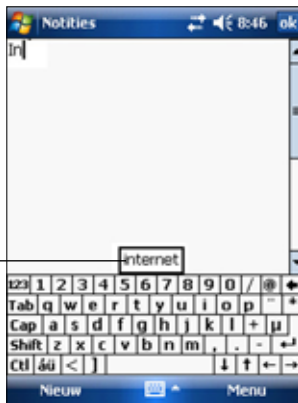 Notities 8:46 ok
In
internet
123 1 2 3 4 5 6 7 8 9 0 / @
Tab q w e r t y u i o p ¨ *
Cap a s d f g h j k l + µ
Shift z x c v b n m , . -
Ctl áü < ] ↓ ↑ ← →
Nieuw Menu